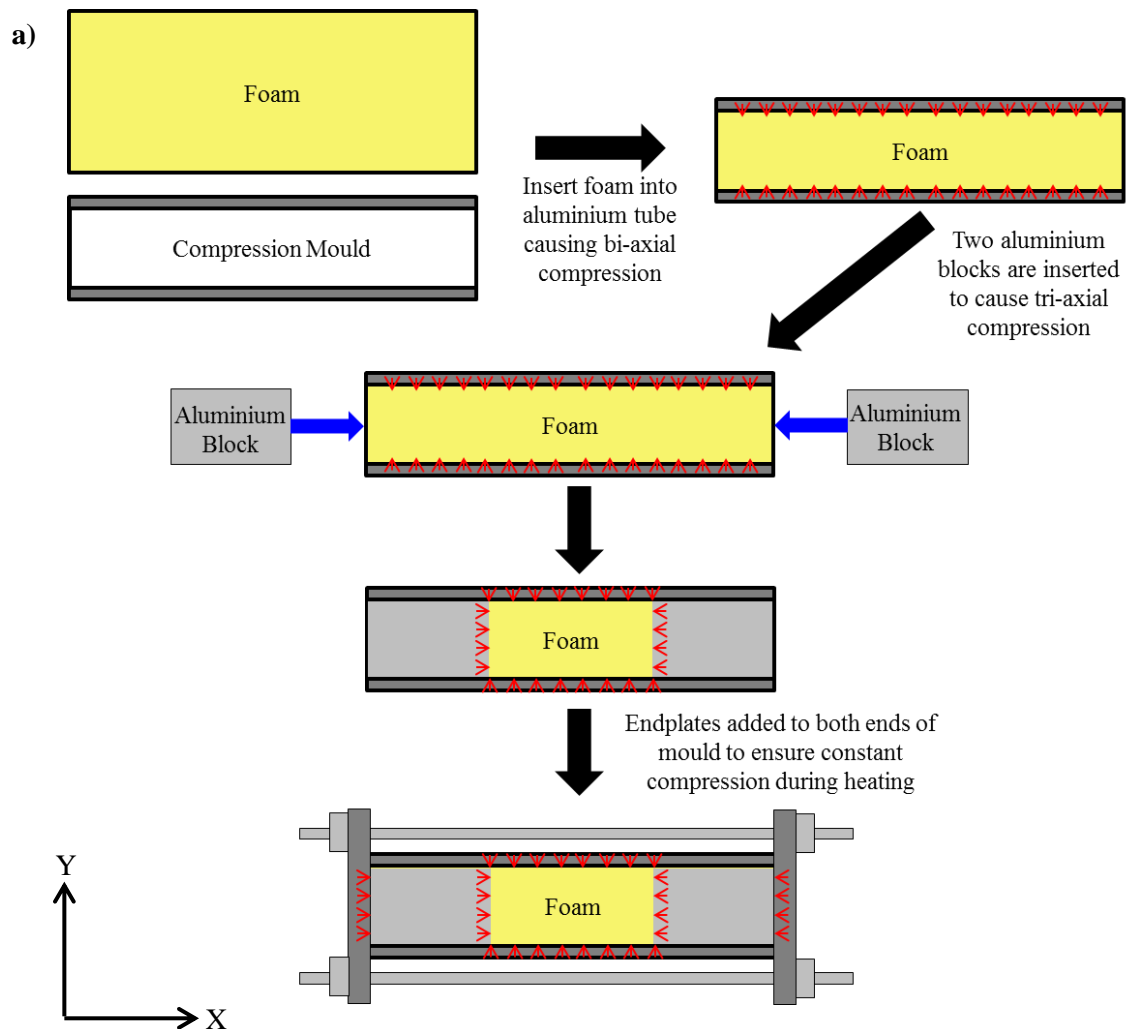 a)
Foam
Compression Mould
Insert foam into
aluminium tube
causing bi-axial
compression
Foam
Two aluminium
blocks are inserted
to cause tri-axial
compression
Aluminium
Block
Foam
Aluminium
Block
Foam
Endplates added to both ends of
mould to ensure constant
compression during heating
Foam
Y
X